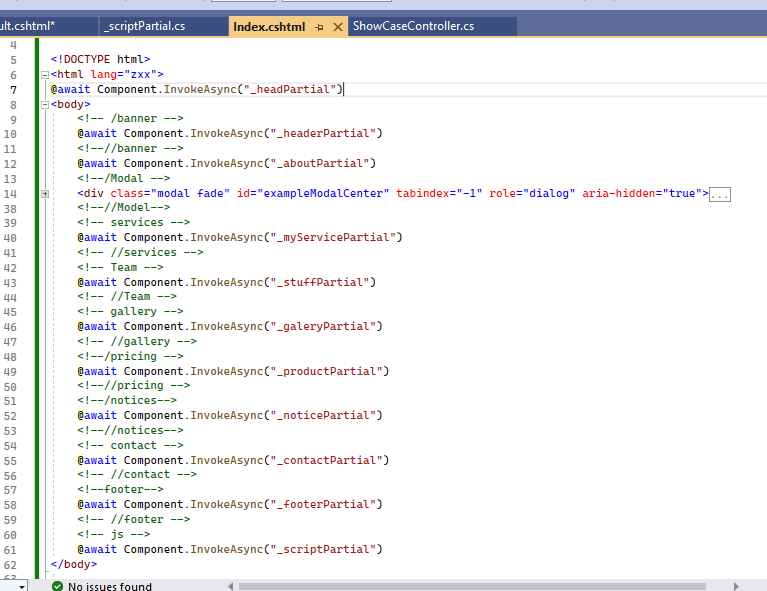 ult.cshtml*
_scriptPartial.cs
Index.cshtml
ShowCaseController.cs
4
5 <!DOCTYPE html>
6 <html lang="zxx">
7 @await Component.InvokeAsync("_headPartial")
8 <body>
9 <!-- /banner -->
10 @await Component.InvokeAsync("_headerPartial")
11 <!--//banner -->
12 @await Component.InvokeAsync("_aboutPartial")
13 <!--/Modal -->
14 <div class="modal fade" id="exampleModalCenter" tabindex="-1" role="dialog" aria-hidden="true">...
38 <!--//Model-->
39 <!-- services -->
40 @await Component.InvokeAsync("_myServicePartial")
41 <!-- //services -->
42 <!-- Team -->
43 @await Component.InvokeAsync("_stuffPartial")
44 <!-- //Team -->
45 <!-- gallery -->
46 @await Component.InvokeAsync("_galeryPartial")
47 <!-- //gallery -->
48 <!--/pricing -->
49 @await Component.InvokeAsync("_productPartial")
50 <!--//pricing -->
51 <!--/notices-->
52 @await Component.InvokeAsync("_noticePartial")
53 <!--//notices-->
54 <!-- contact -->
55 @await Component.InvokeAsync("_contactPartial")
56 <!-- //contact -->
57 <!--footer-->
58 @await Component.InvokeAsync("_footerPartial")
59 <!-- //footer -->
60 <!-- js -->
61 @await Component.InvokeAsync("_scriptPartial")
62 </body>
63
No issues found